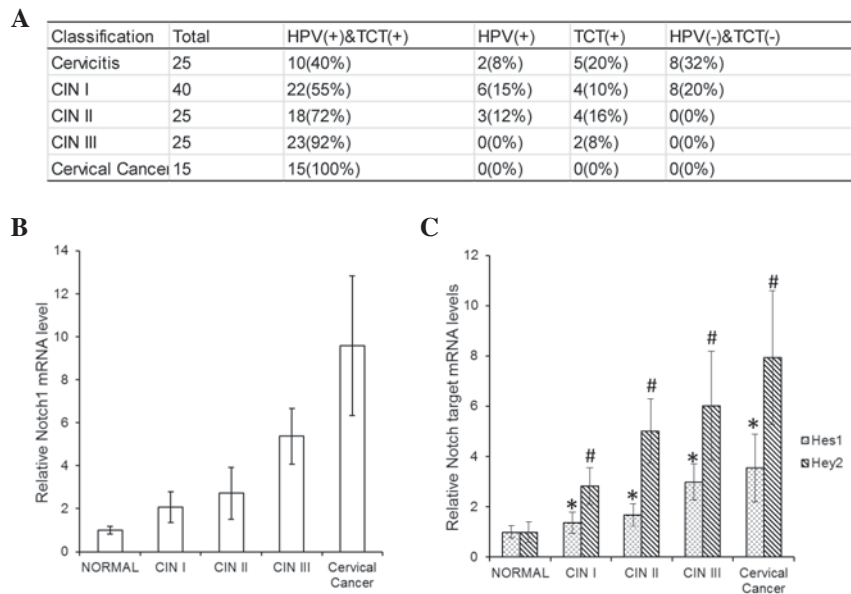 A
Classification Total HPV(+)&TCT(+) HPV(+) TCT(+) HPV(-)&TCT(-)
Cervicitis 25 10(40%) 2(8%) 5(20%) 8(32%)
CIN I 40 22(55%) 6(15%) 4(10%) 8(20%)
CIN II 25 18(72%) 3(12%) 4(16%) 0(0%)
CIN III 25 23(92%) 0(0%) 2(8%) 0(0%)
Cervical Cancer 15 15(100%) 0(0%) 0(0%) 0(0%)
B
Relative Notch1 mRNA level
14
12
10
8
6
4
2
0
NORMAL CIN I CIN II CIN III Cervical
Cancer
C
Relative Notch target mRNA levels
12
10
8
6
4
2
0
* # * # * # * #
NORMAL CIN I CIN II CIN III Cervical
Cancer
Hes1
Hey2